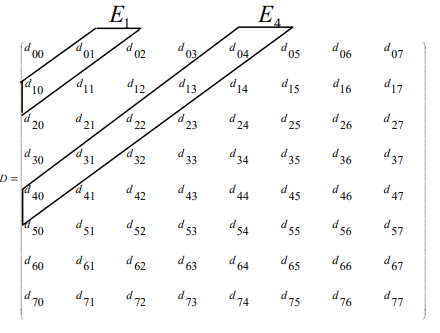 E1 E4
d00 d01 d02 d03 d04 d05 d06 d07
d10 d11 d12 d13 d14 d15 d16 d17
d20 d21 d22 d23 d24 d25 d26 d27
d30 d31 d32 d33 d34 d35 d36 d37
D =
d40 d41 d42 d43 d44 d45 d46 d47
d50 d51 d52 d53 d54 d55 d56 d57
d60 d61 d62 d63 d64 d65 d66 d67
d70 d71 d72 d73 d74 d75 d76 d77